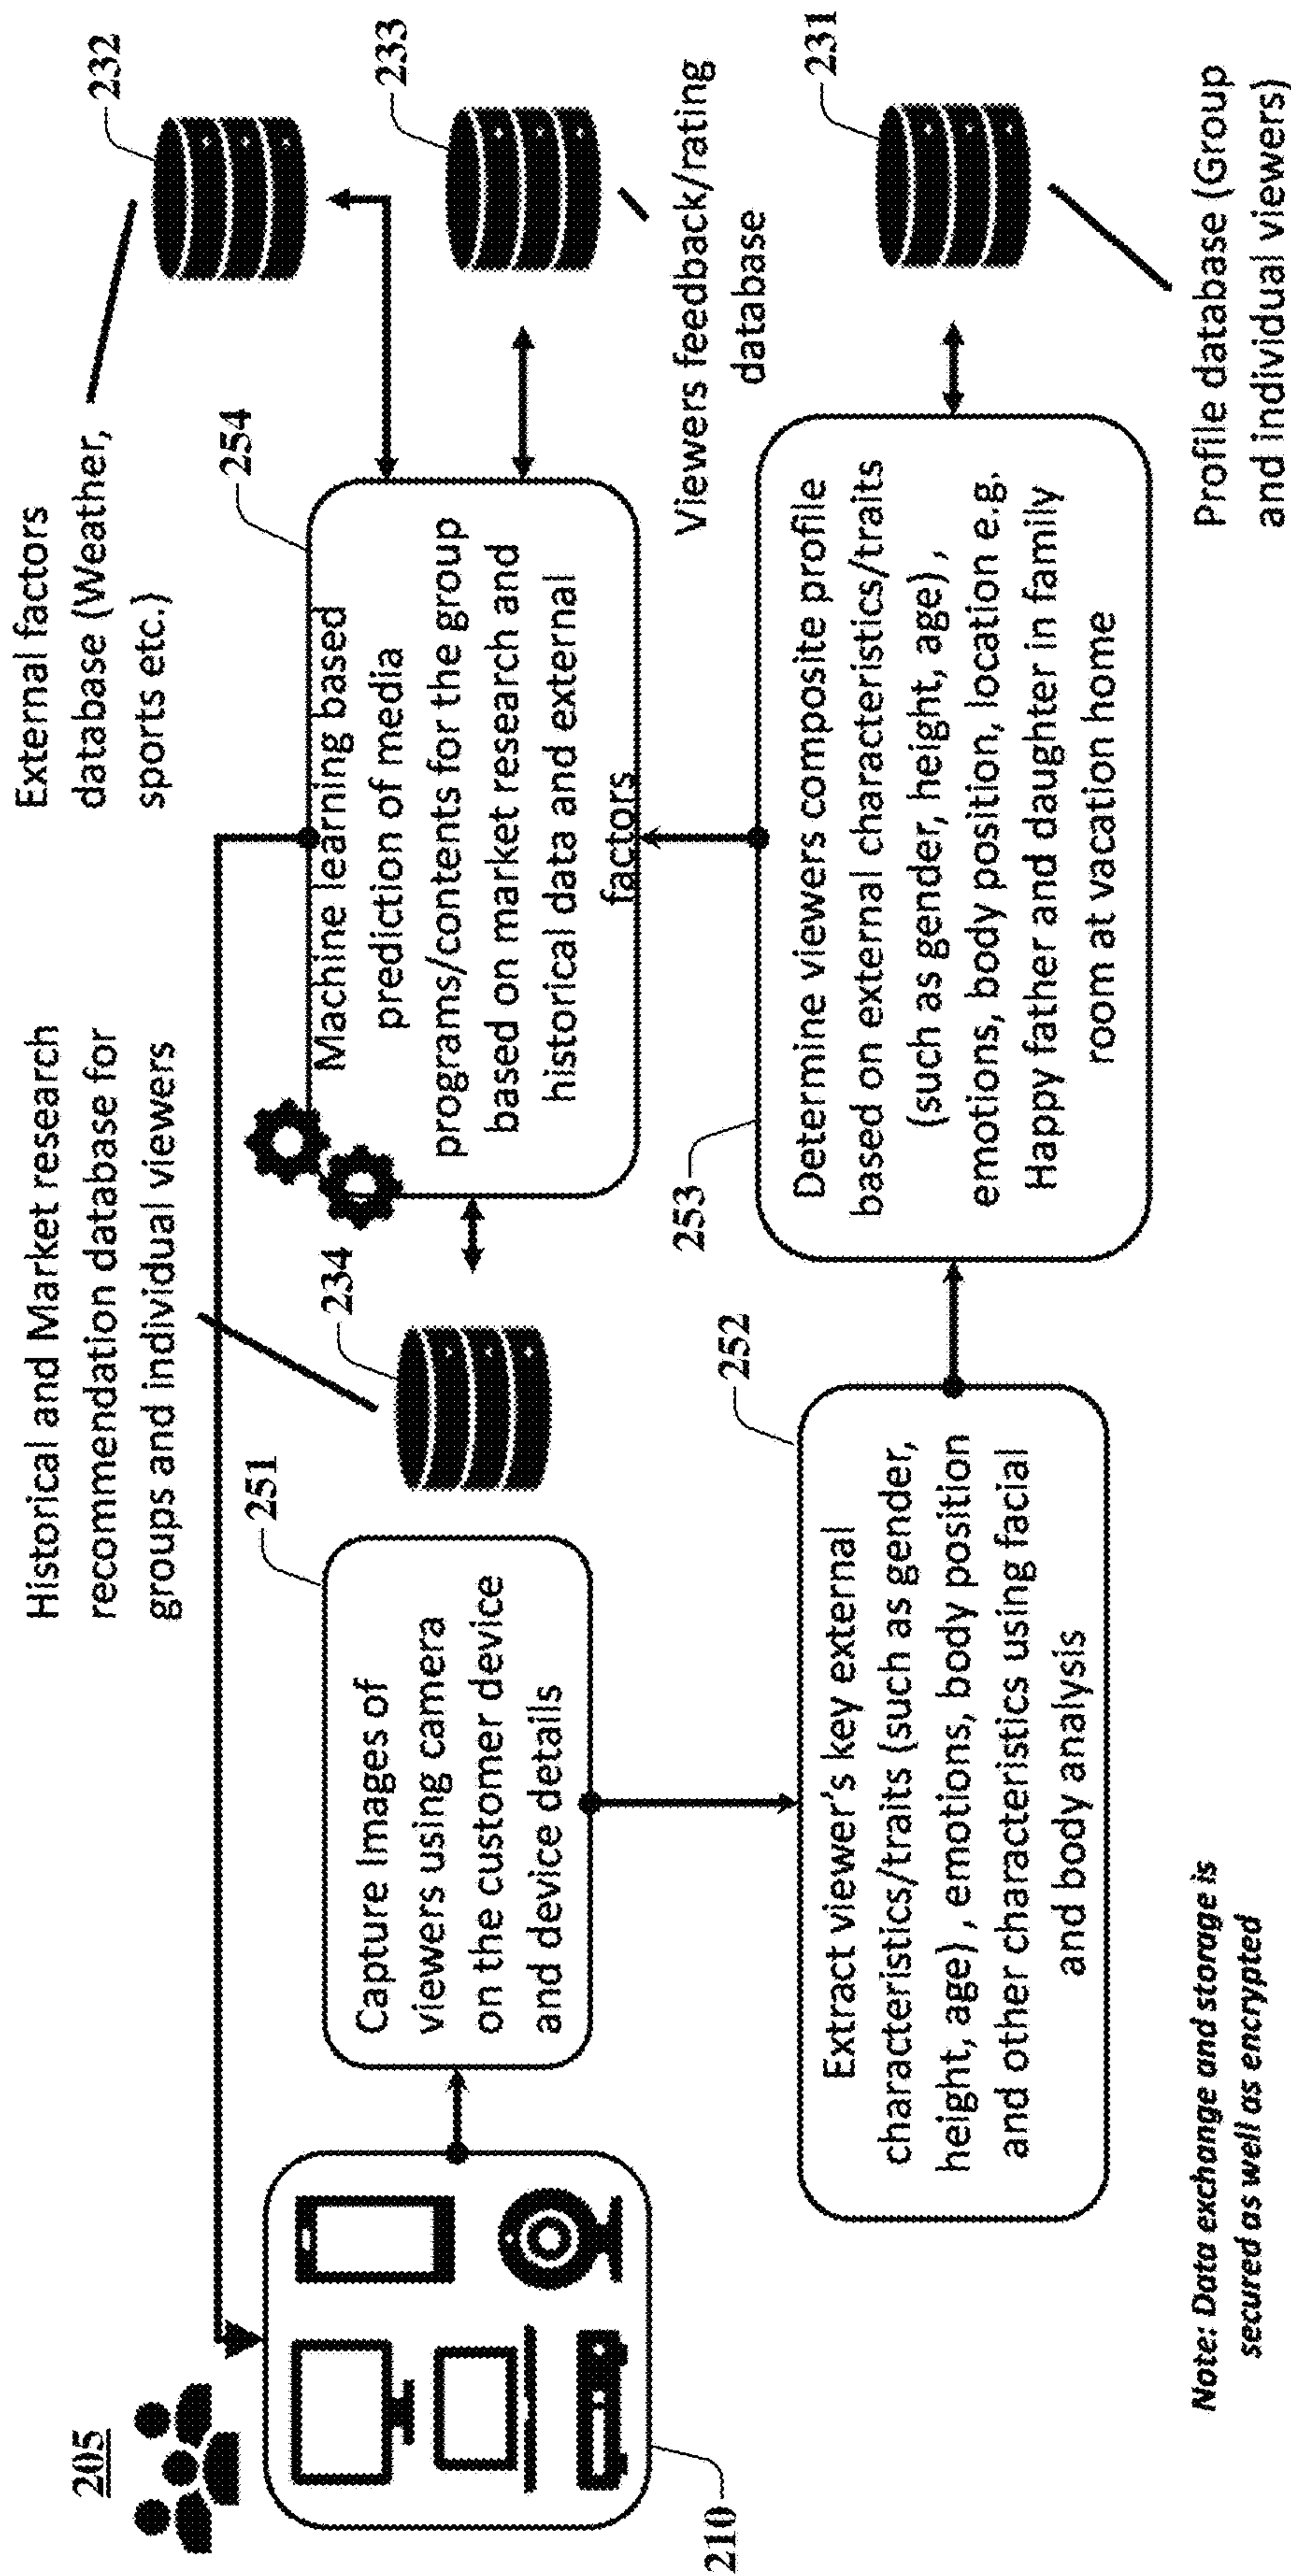 205
210
Historical and Market research
recommendation database for
groups and individual viewers
External factors
database (Weather,
sports etc.)
232
251
Capture Images of
viewers using camera
on the customer device
and device details
234
254
Machine learning based
prediction of media
programs/contents for the group
based on market research and
historical data and external
factors
233
Viewers feedback/rating
database
252
Extract viewer's key external
characteristics/traits (such as gender,
height, age), emotions, body position
and other characteristics using facial
and body analysis
253
Determine viewers composite profile
based on external characteristics/traits
(such as gender, height, age),
emotions, body position, location e.g.
Happy father and daughter in family
room at vacation home
231
Profile database (Group
and individual viewers)
Note: Data exchange and storage is
secured as well as encrypted